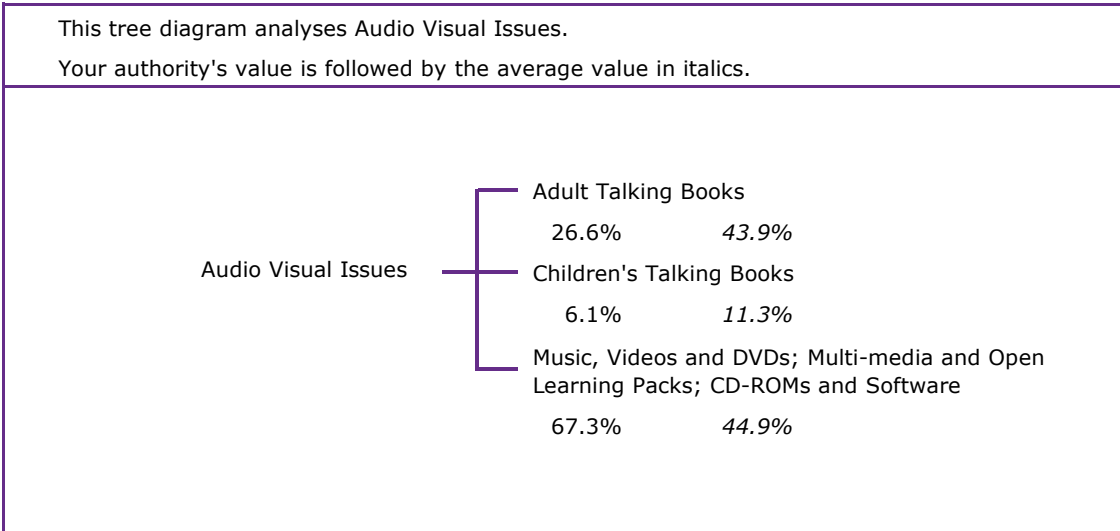 This tree diagram analyses Audio Visual Issues.
Your authority's value is followed by the average value in italics.
Adult Talking Books
26.6% 43.9%
Audio Visual Issues
Children's Talking Books
6.1% 11.3%
Music, Videos and DVDs; Multi-media and Open
Learning Packs; CD-ROMs and Software
67.3% 44.9%